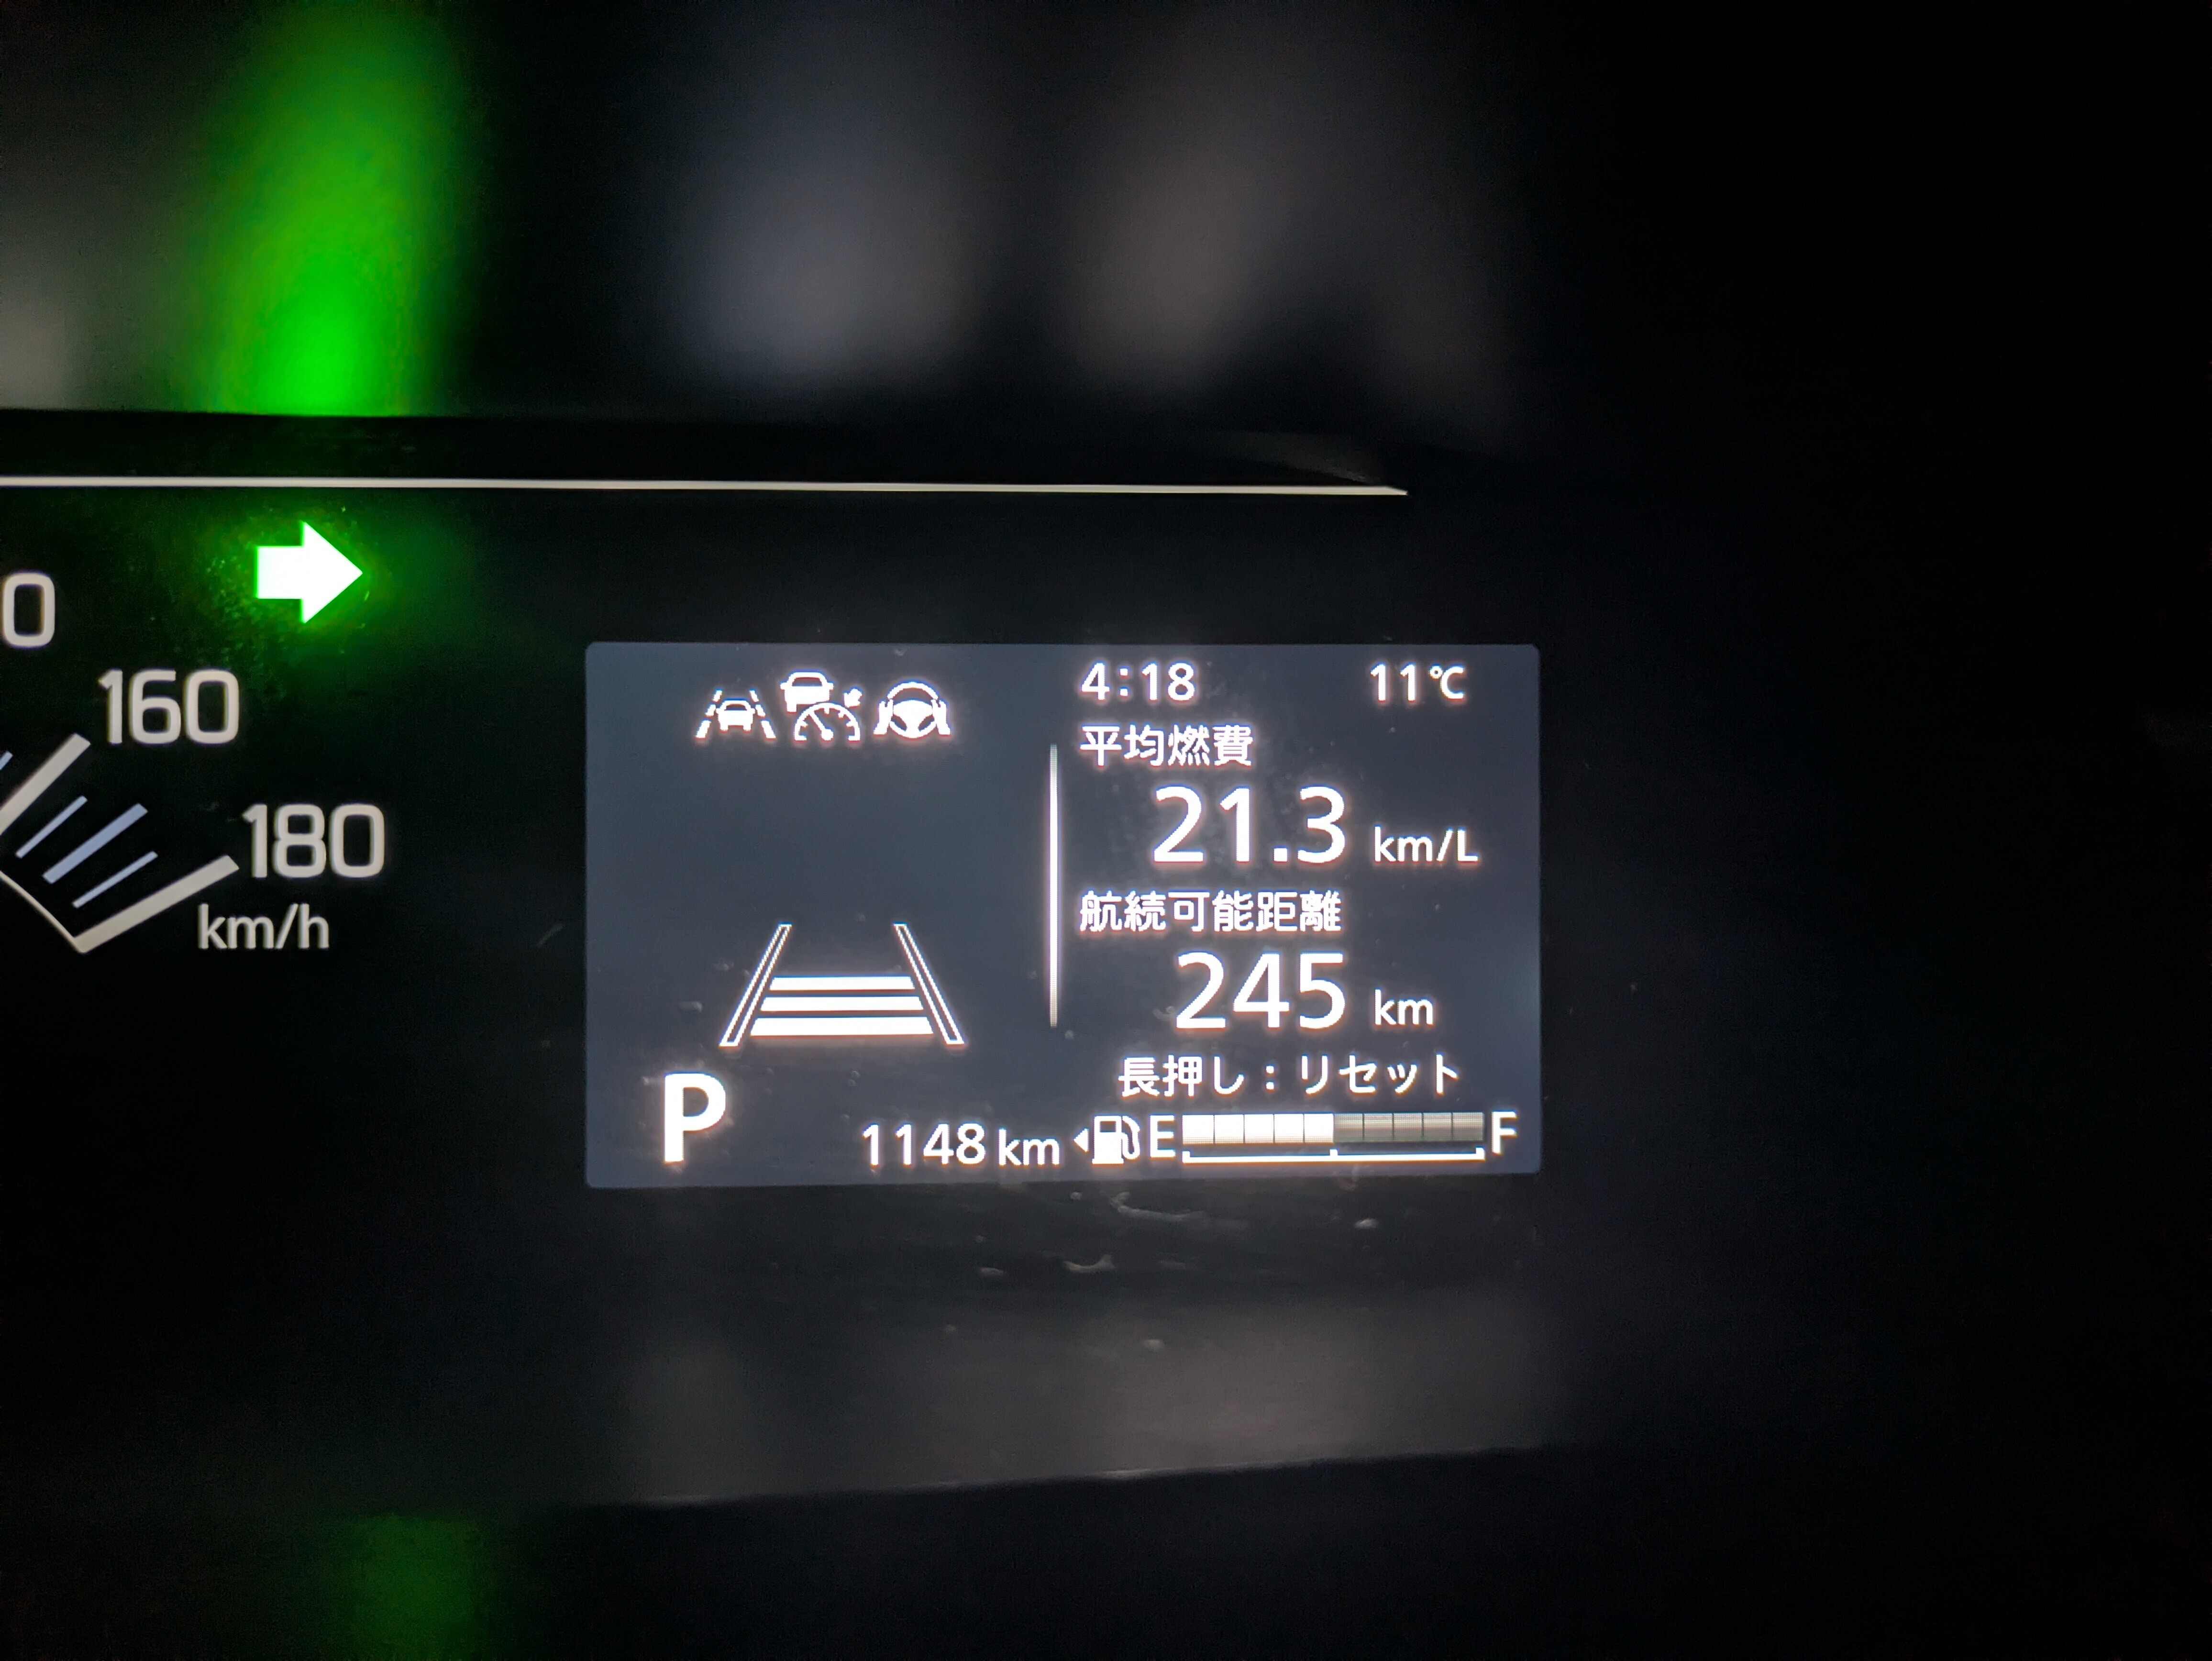 0
160
180
km/h
4:18 11℃
平均燃費
21.3 km/L
航続可能距離
245 km
長押し：リセット
P
1148 km E F